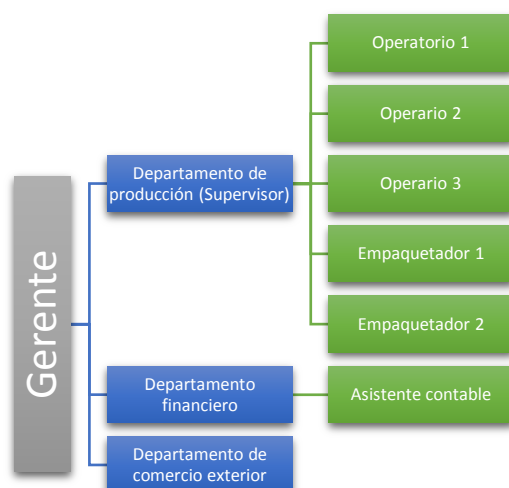 Gerente
Departamento de
producción (Supervisor)
Operatorio 1
Operario 2
Operario 3
Empaquetador 1
Empaquetador 2
Departamento
financiero
Asistente contable
Departamento de
comercio exterior